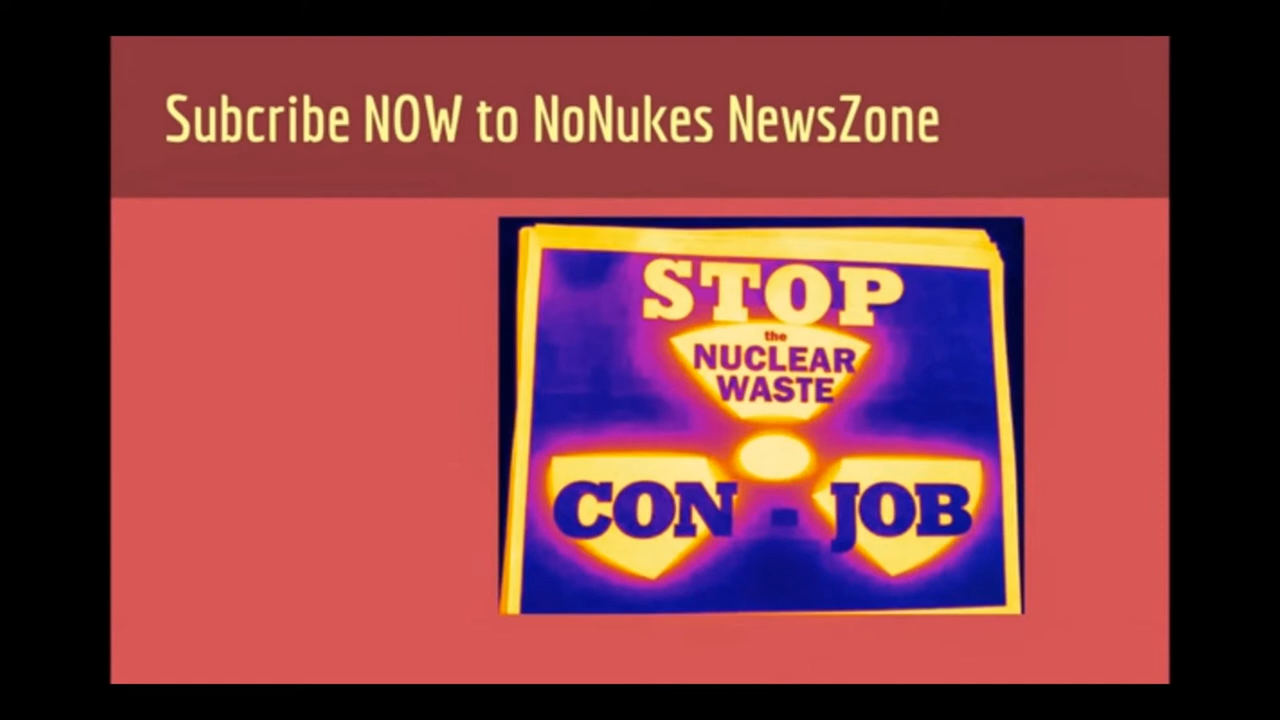 Subcribe NOW to NoNukes NewsZone
STOP
the
NUCLEAR
WASTE
CON - JOB